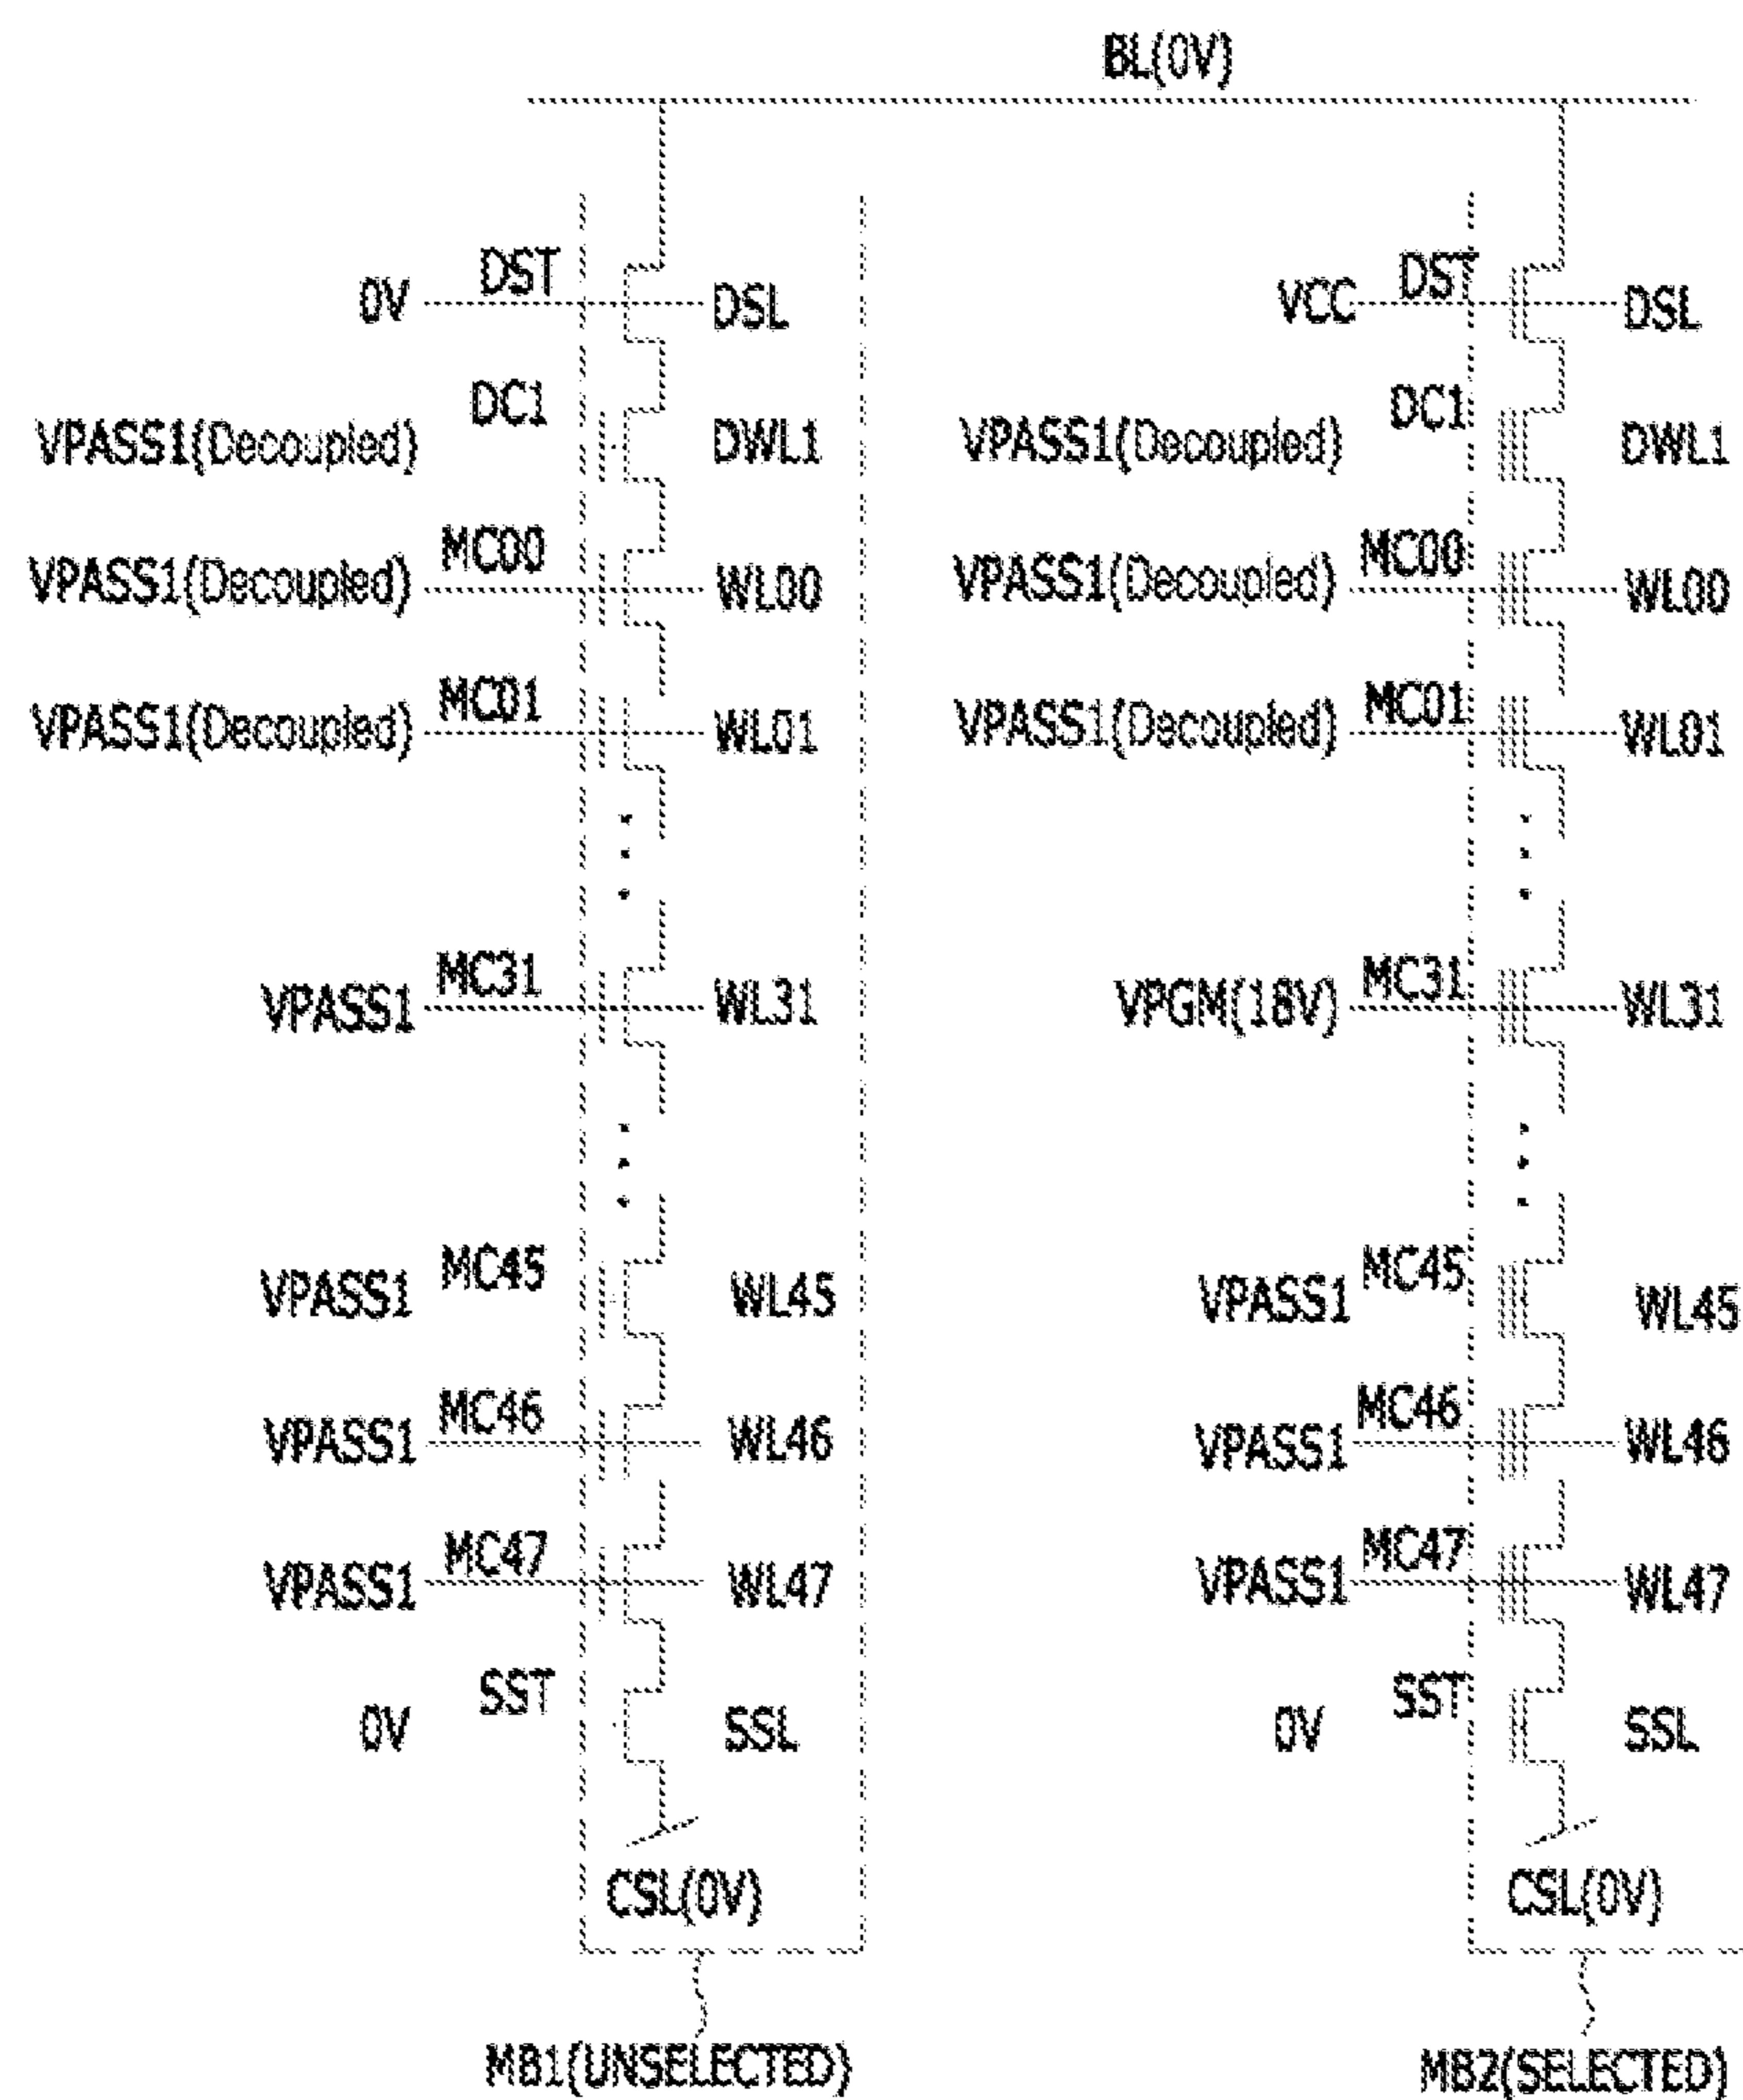 BL(0V)
0V DST DSL VCC DST DSL
VPASS1(Decoupled) DC1 DWL1 VPASS1(Decoupled) DC1 DWL1
VPASS1(Decoupled) MC00 WL00 VPASS1(Decoupled) MC00 WL00
VPASS1(Decoupled) MC01 WL01 VPASS1(Decoupled) MC01 WL01
VPASS1 MC31 WL31 VPGM(18V) MC31 WL31
VPASS1 MC45 WL45 VPASS1 MC45 WL45
VPASS1 MC46 WL46 VPASS1 MC46 WL46
VPASS1 MC47 WL47 VPASS1 MC47 WL47
0V SST SSL 0V SST SSL
CSL(0V) CSL(0V)
MB1(UNSELECTED) MB2(SELECTED)